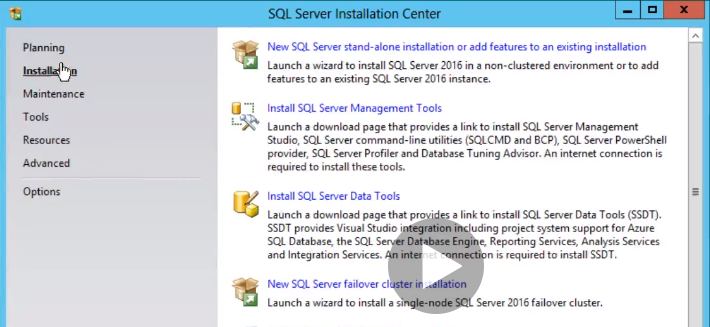 SQL Server Installation Center
Planning
Installation
Maintenance
Tools
Resources
Advanced
Options
New SQL Server stand-alone installation or add features to an existing installation
Launch a wizard to install SQL Server 2016 in a non-clustered environment or to add
features to an existing SQL Server 2016 instance.
Install SQL Server Management Tools
Launch a download page that provides a link to install SQL Server Management
Studio, SQL Server command-line utilities (SQLCMD and BCP), SQL Server PowerShell
provider, SQL Server Profiler and Database Tuning Advisor. An internet connection is
required to install these tools.
Install SQL Server Data Tools
Launch a download page that provides a link to install SQL Server Data Tools (SSDT).
SSDT provides Visual Studio integration including project system support for Azure
SQL Database, the SQL Server Database Engine, Reporting Services, Analysis Services
and Integration Services. An internet connection is required to install SSDT.
New SQL Server failover cluster installation
Launch a wizard to install a single-node SQL Server 2016 failover cluster.